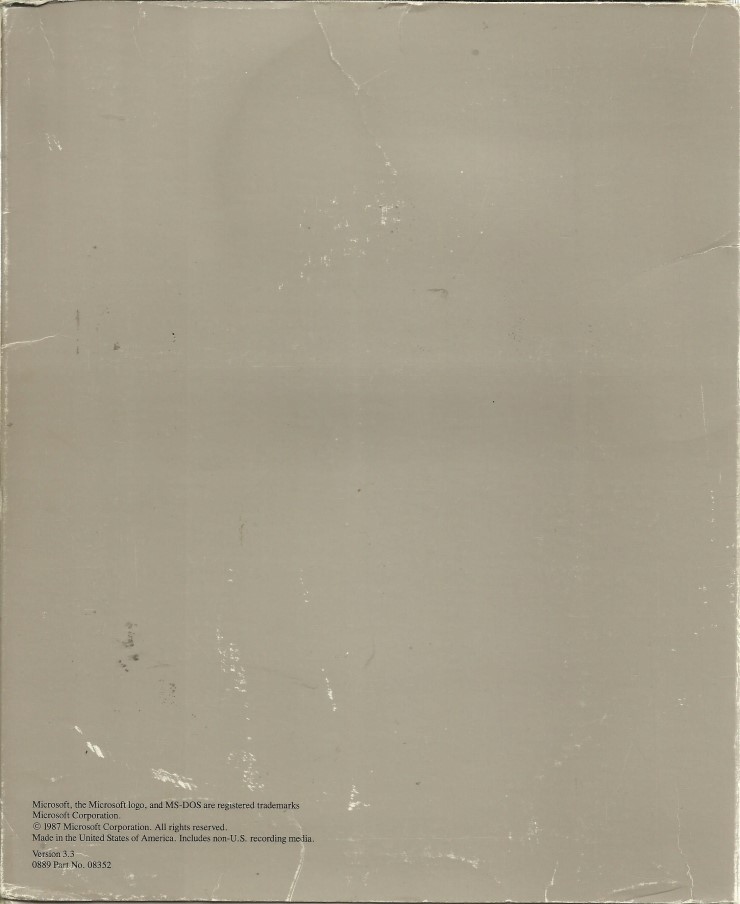 Microsoft, the Microsoft logo, and MS-DOS are registered trademarks
Microsoft Corporation.
© 1987 Microsoft Corporation. All rights reserved.
Made in the United States of America. Includes non-U.S. recording media.
Version 3.3
0889 Part No. 08352